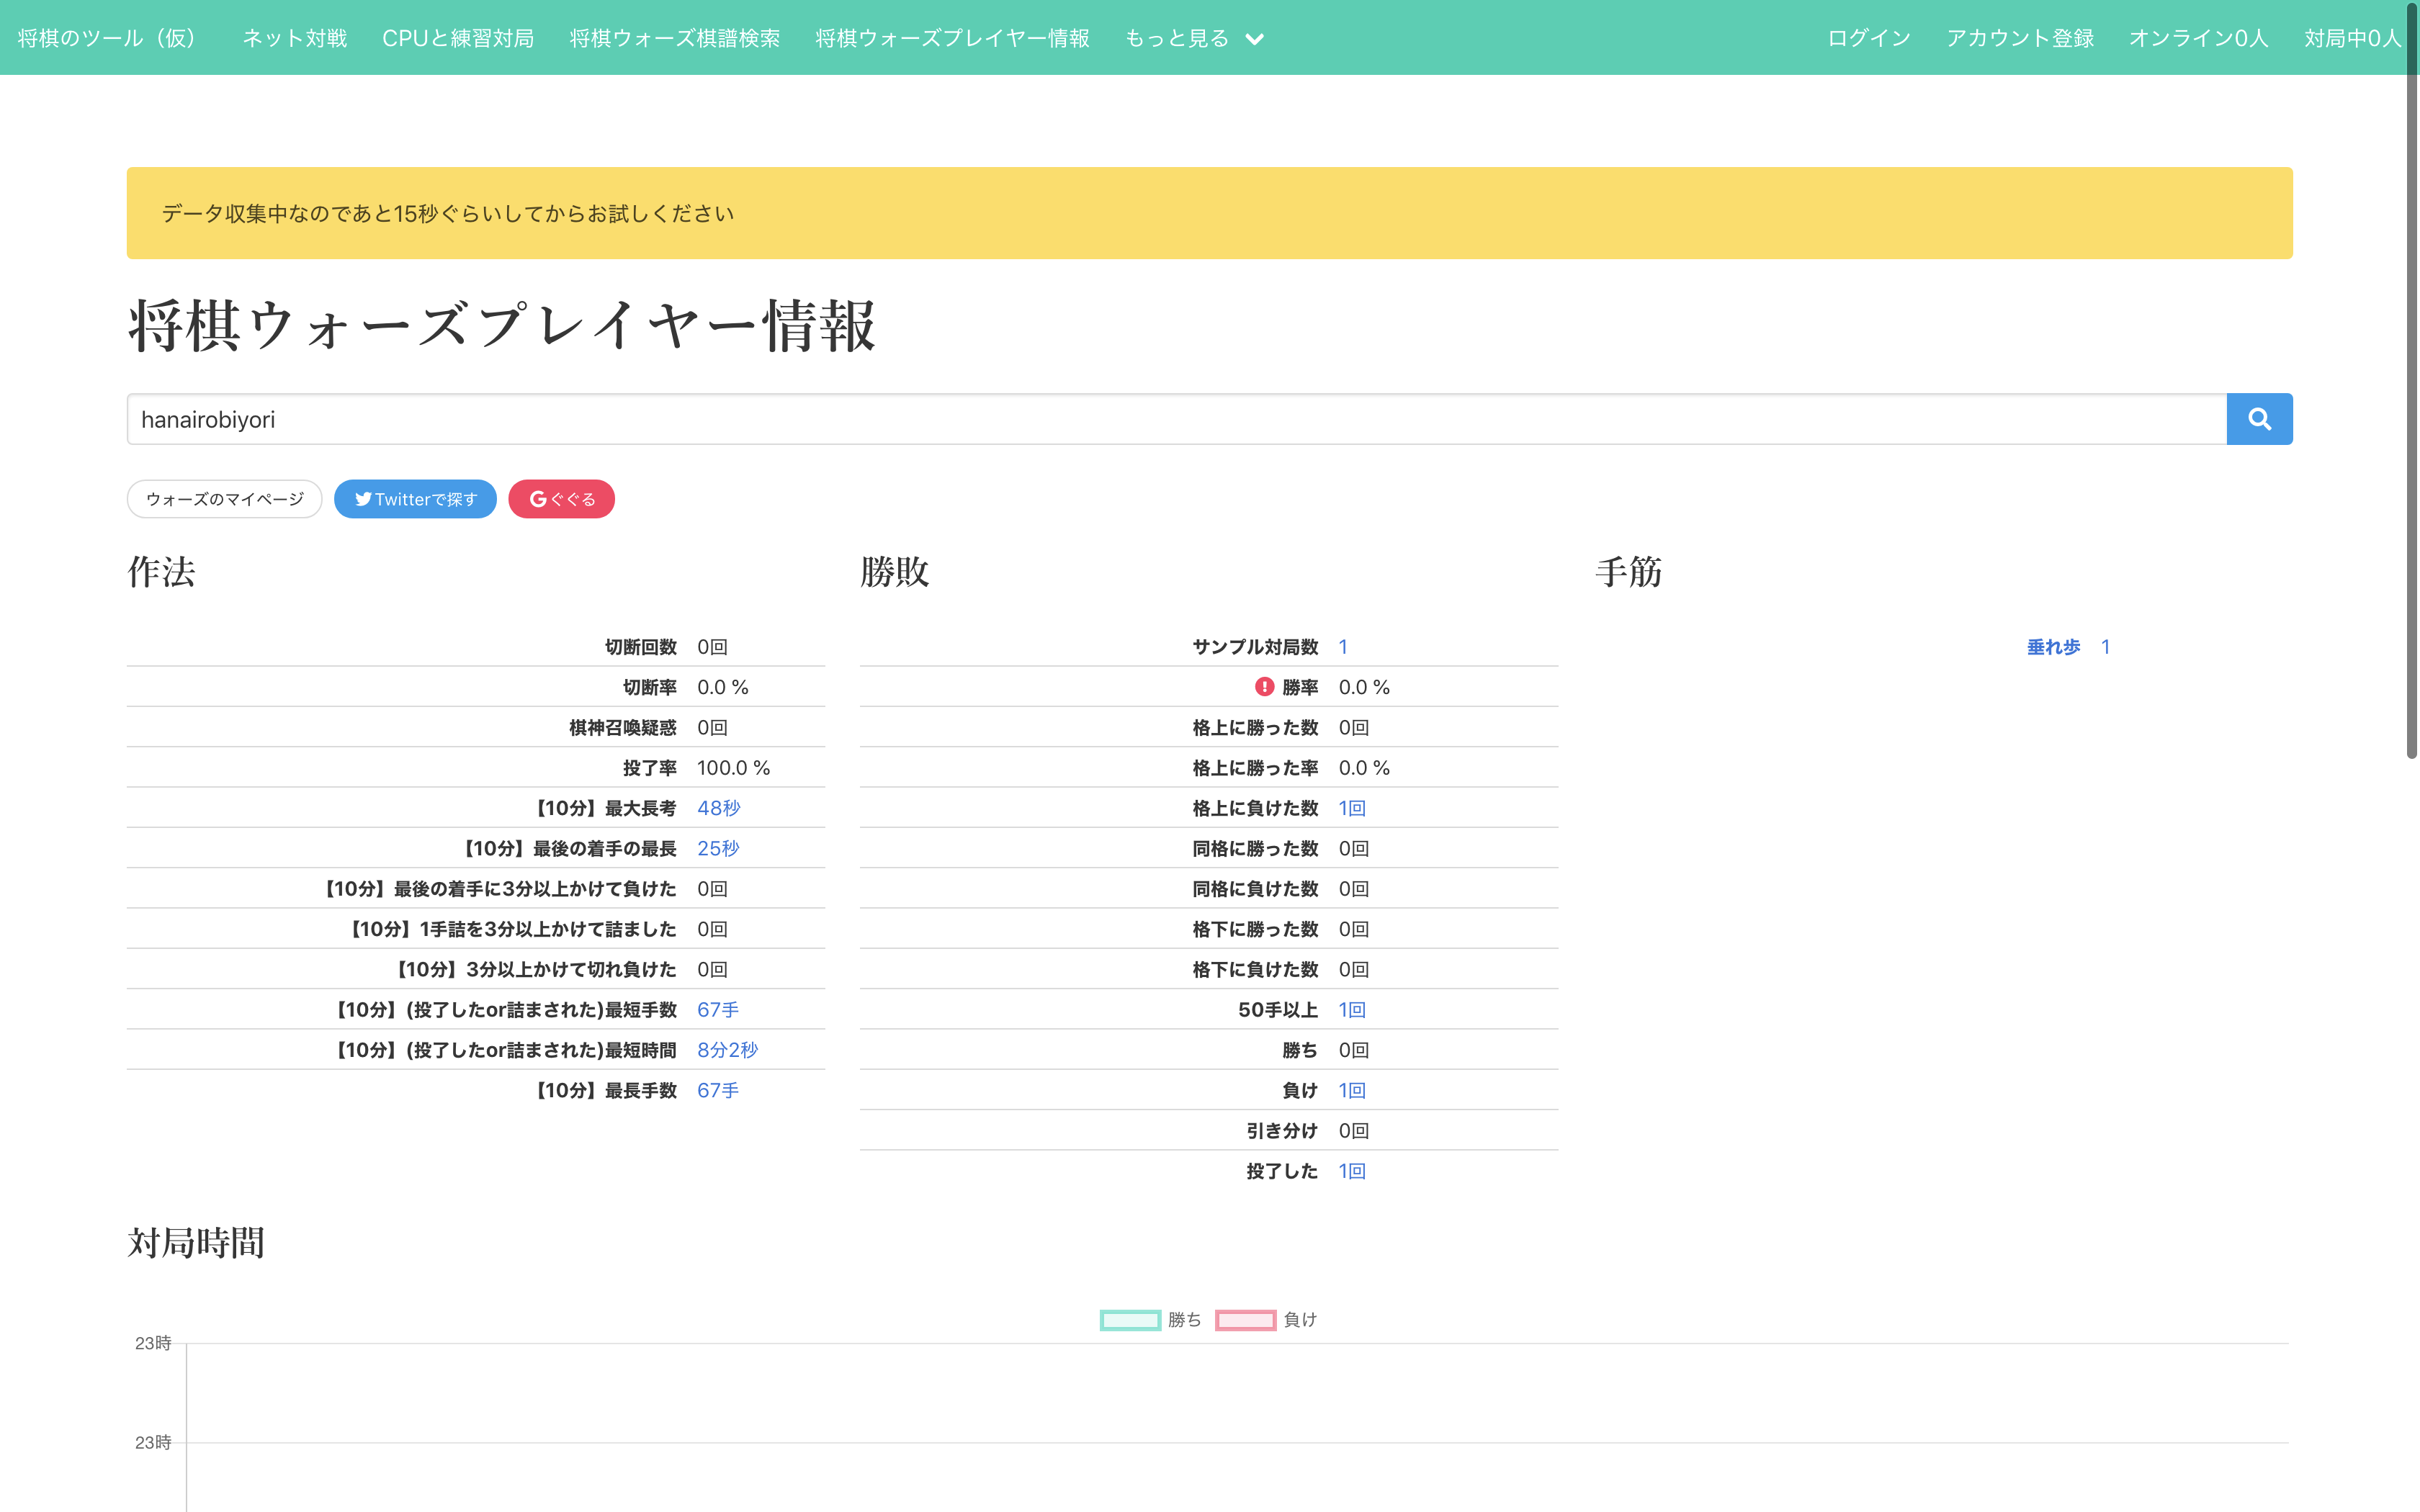 将棋のツール（仮） ネット対戦 CPUと練習対局 将棋ウォーズ棋譜検索 将棋ウォーズプレイヤー情報 もっと見る ログイン アカウント登録 オンライン0人 対局中0人
データ収集中なのであと15秒ぐらいしてからお試しください
将棋ウォーズプレイヤー情報
hanairobiyori
ウォーズのマイページ Twitterで探す ぐぐる
作法
切断回数 0回
切断率 0.0 %
棋神召喚疑惑 0回
投了率 100.0 %
【10分】最大長考 48秒
【10分】最後の着手の最長 25秒
【10分】最後の着手に3分以上かけて負けた 0回
【10分】1手詰を3分以上かけて詰ました 0回
【10分】3分以上かけて切れ負けた 0回
【10分】(投了したor詰まされた)最短手数 67手
【10分】(投了したor詰まされた)最短時間 8分2秒
【10分】最長手数 67手
勝敗
サンプル対局数 1
勝率 0.0 %
格上に勝った数 0回
格上に勝った率 0.0 %
格上に負けた数 1回
同格に勝った数 0回
同格に負けた数 0回
格下に勝った数 0回
格下に負けた数 0回
50手以上 1回
勝ち 0回
負け 1回
引き分け 0回
投了した 1回
手筋
垂れ歩 1
対局時間
勝ち 負け
23時
23時